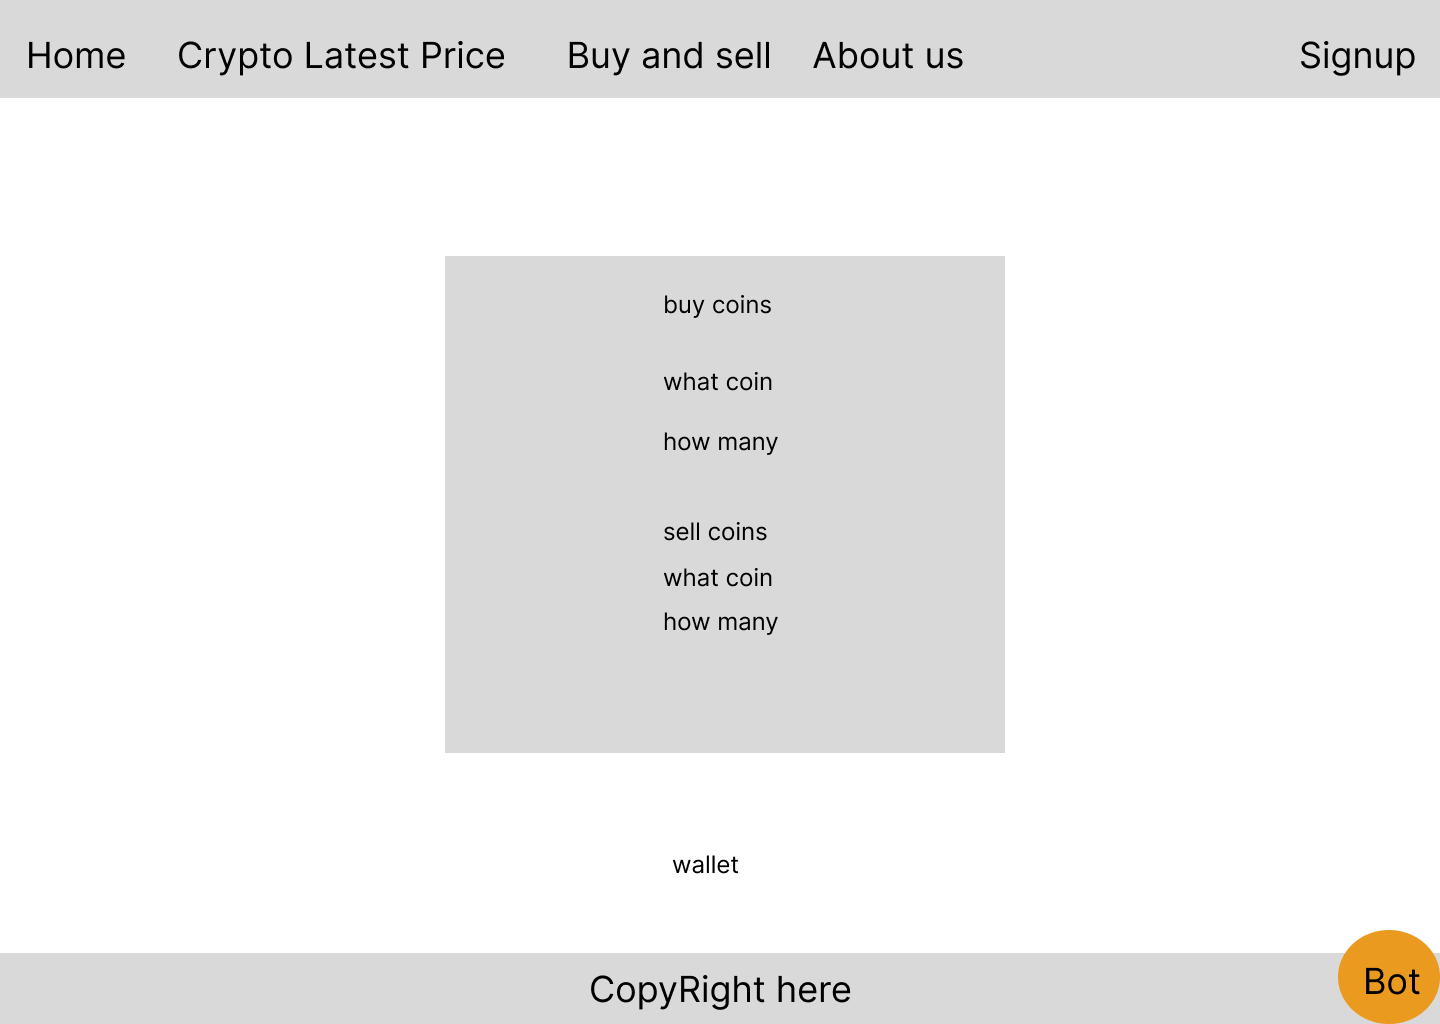 Home Crypto Latest Price Buy and sell About us Signup
buy coins
what coin
how many
sell coins
what coin
how many
wallet
CopyRight here
Bot